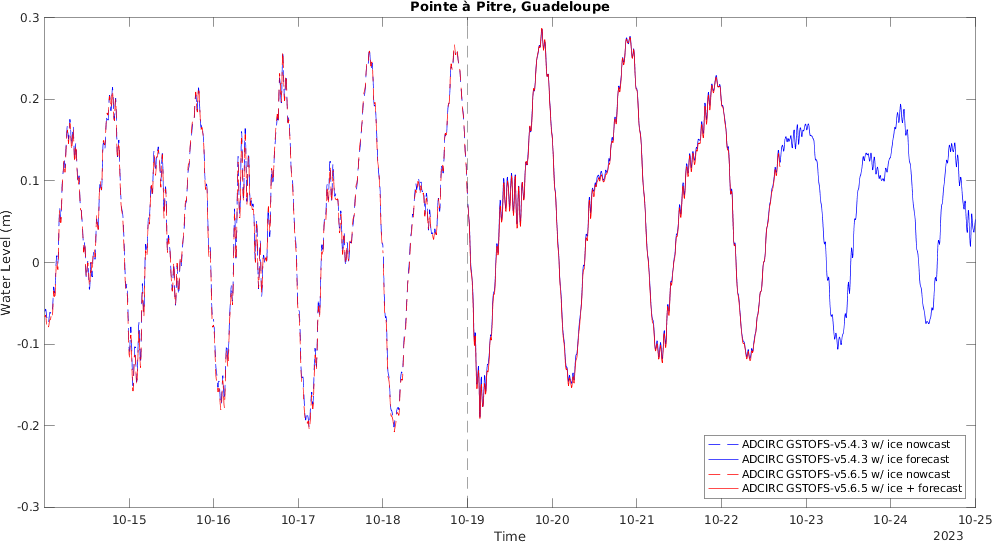 Pointe à Pitre, Guadeloupe
Water Level (m)
0.3
0.2
0.1
0
-0.1
-0.2
-0.3
ADCIRC GSTOFS-v5.4.3 w/ ice nowcast
ADCIRC GSTOFS-v5.4.3 w/ ice forecast
ADCIRC GSTOFS-v5.6.5 w/ ice nowcast
ADCIRC GSTOFS-v5.6.5 w/ ice + forecast
10-15 10-16 10-17 10-18 10-19 10-20 10-21 10-22 10-23 10-24 10-25
Time
2023